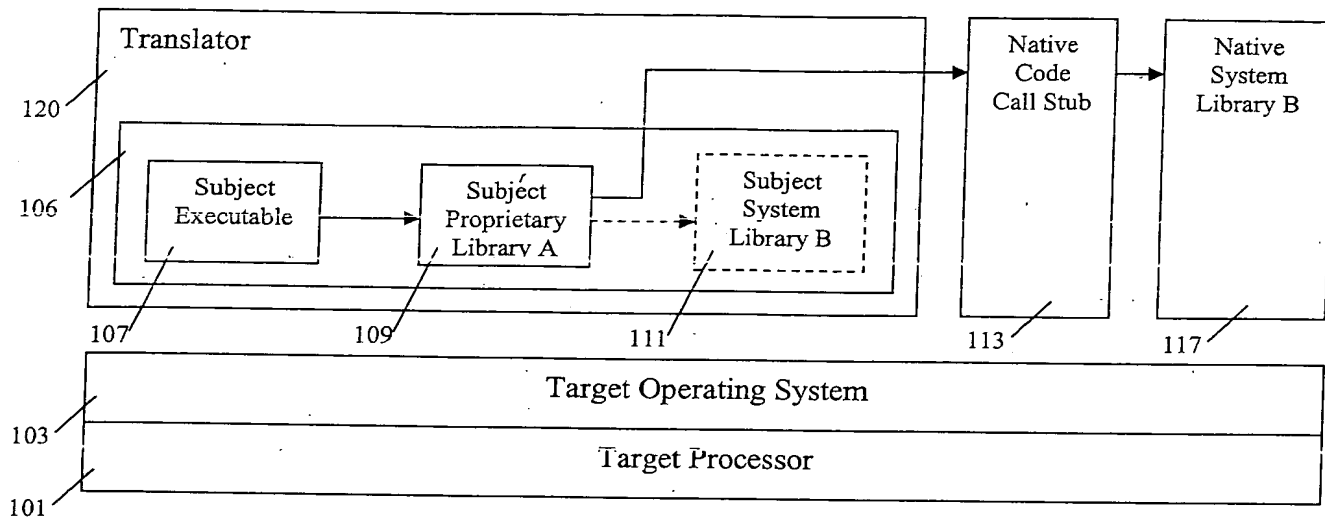 Translator
120
106
Subject
Executable
Subject
Proprietary
Library A
Subject
System
Library B
Native
Code
Call Stub
Native
System
Library B
107
109
111
113
117
Target Operating System
103
Target Processor
101